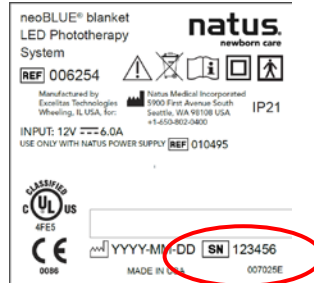 neoBLUE® blanket
LED Phototherapy
System
natus.
newborn care
REF 006254
Manufactured by
Excelitas Technologies
Wheeling, IL USA, for:
Natus Medical Incorporated
5900 First Avenue South
Seattle, WA 98108 USA
+1-650-802-0400
IP21
INPUT: 12V 6.0A
USE ONLY WITH NATUS POWER SUPPLY REF 010495
CLASSIFIED
C UL US
4FE5
CE
0086
YYYY-MM-DD SN 123456
MADE IN USA
007025E